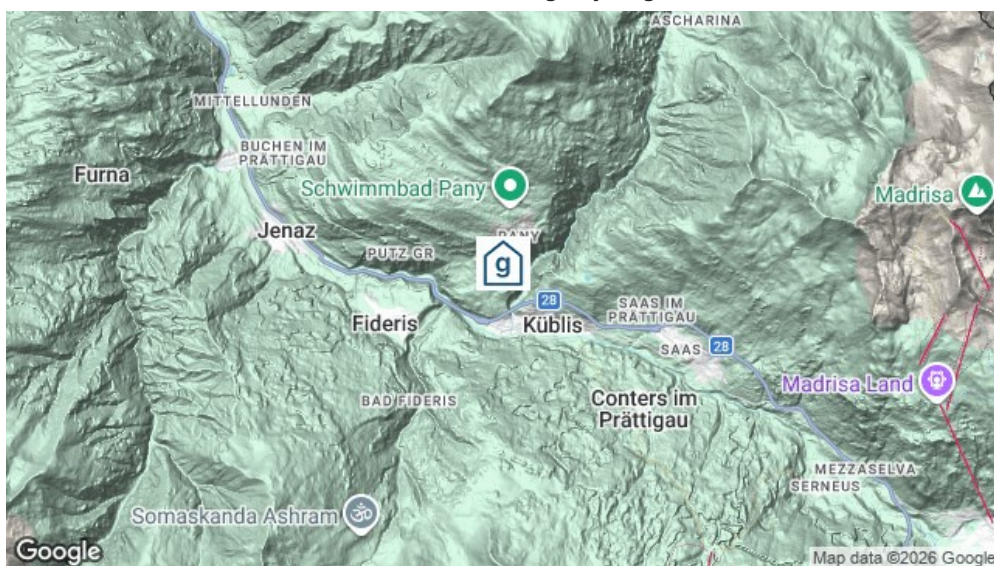 ASCHARINA
MITTELLUNDEN
BUCHEN IM
PRÄTTIGAU
Furna
Schwimmbad Pany
Madrisa
Jenaz
PANY
PUTZ GR
g
28
SAAS IM
PRÄTTIGAU
Fideris
Küblis
SAAS
28
Madrisa Land
BAD FIDERIS
Conters im
Prättigau
MEZZASELVA
SERNEUS
Somaskanda Ashram
ॐ
Google
Map data ©2026 Google